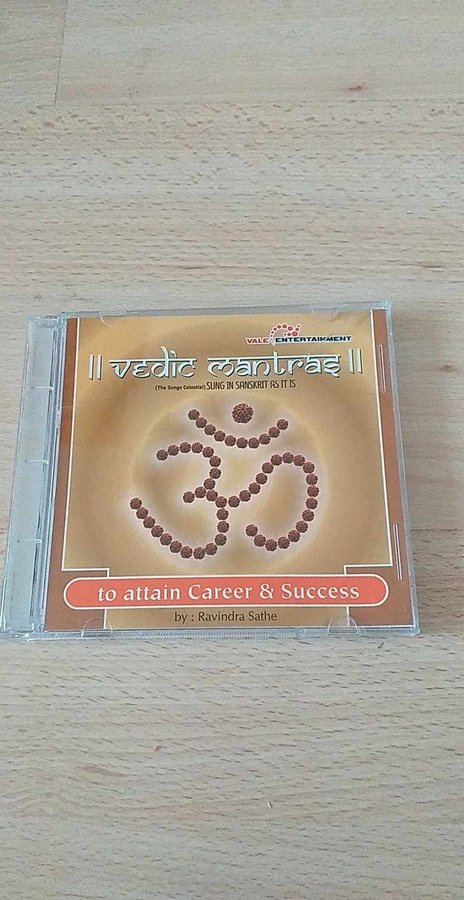 VALE ENTERTAINMENT
|| vedic mantras ||
(The Songs Celestial) SUNG IN SANSKRIT AS IT IS
ॐ
to attain Career & Success
by : Ravindra Sathe